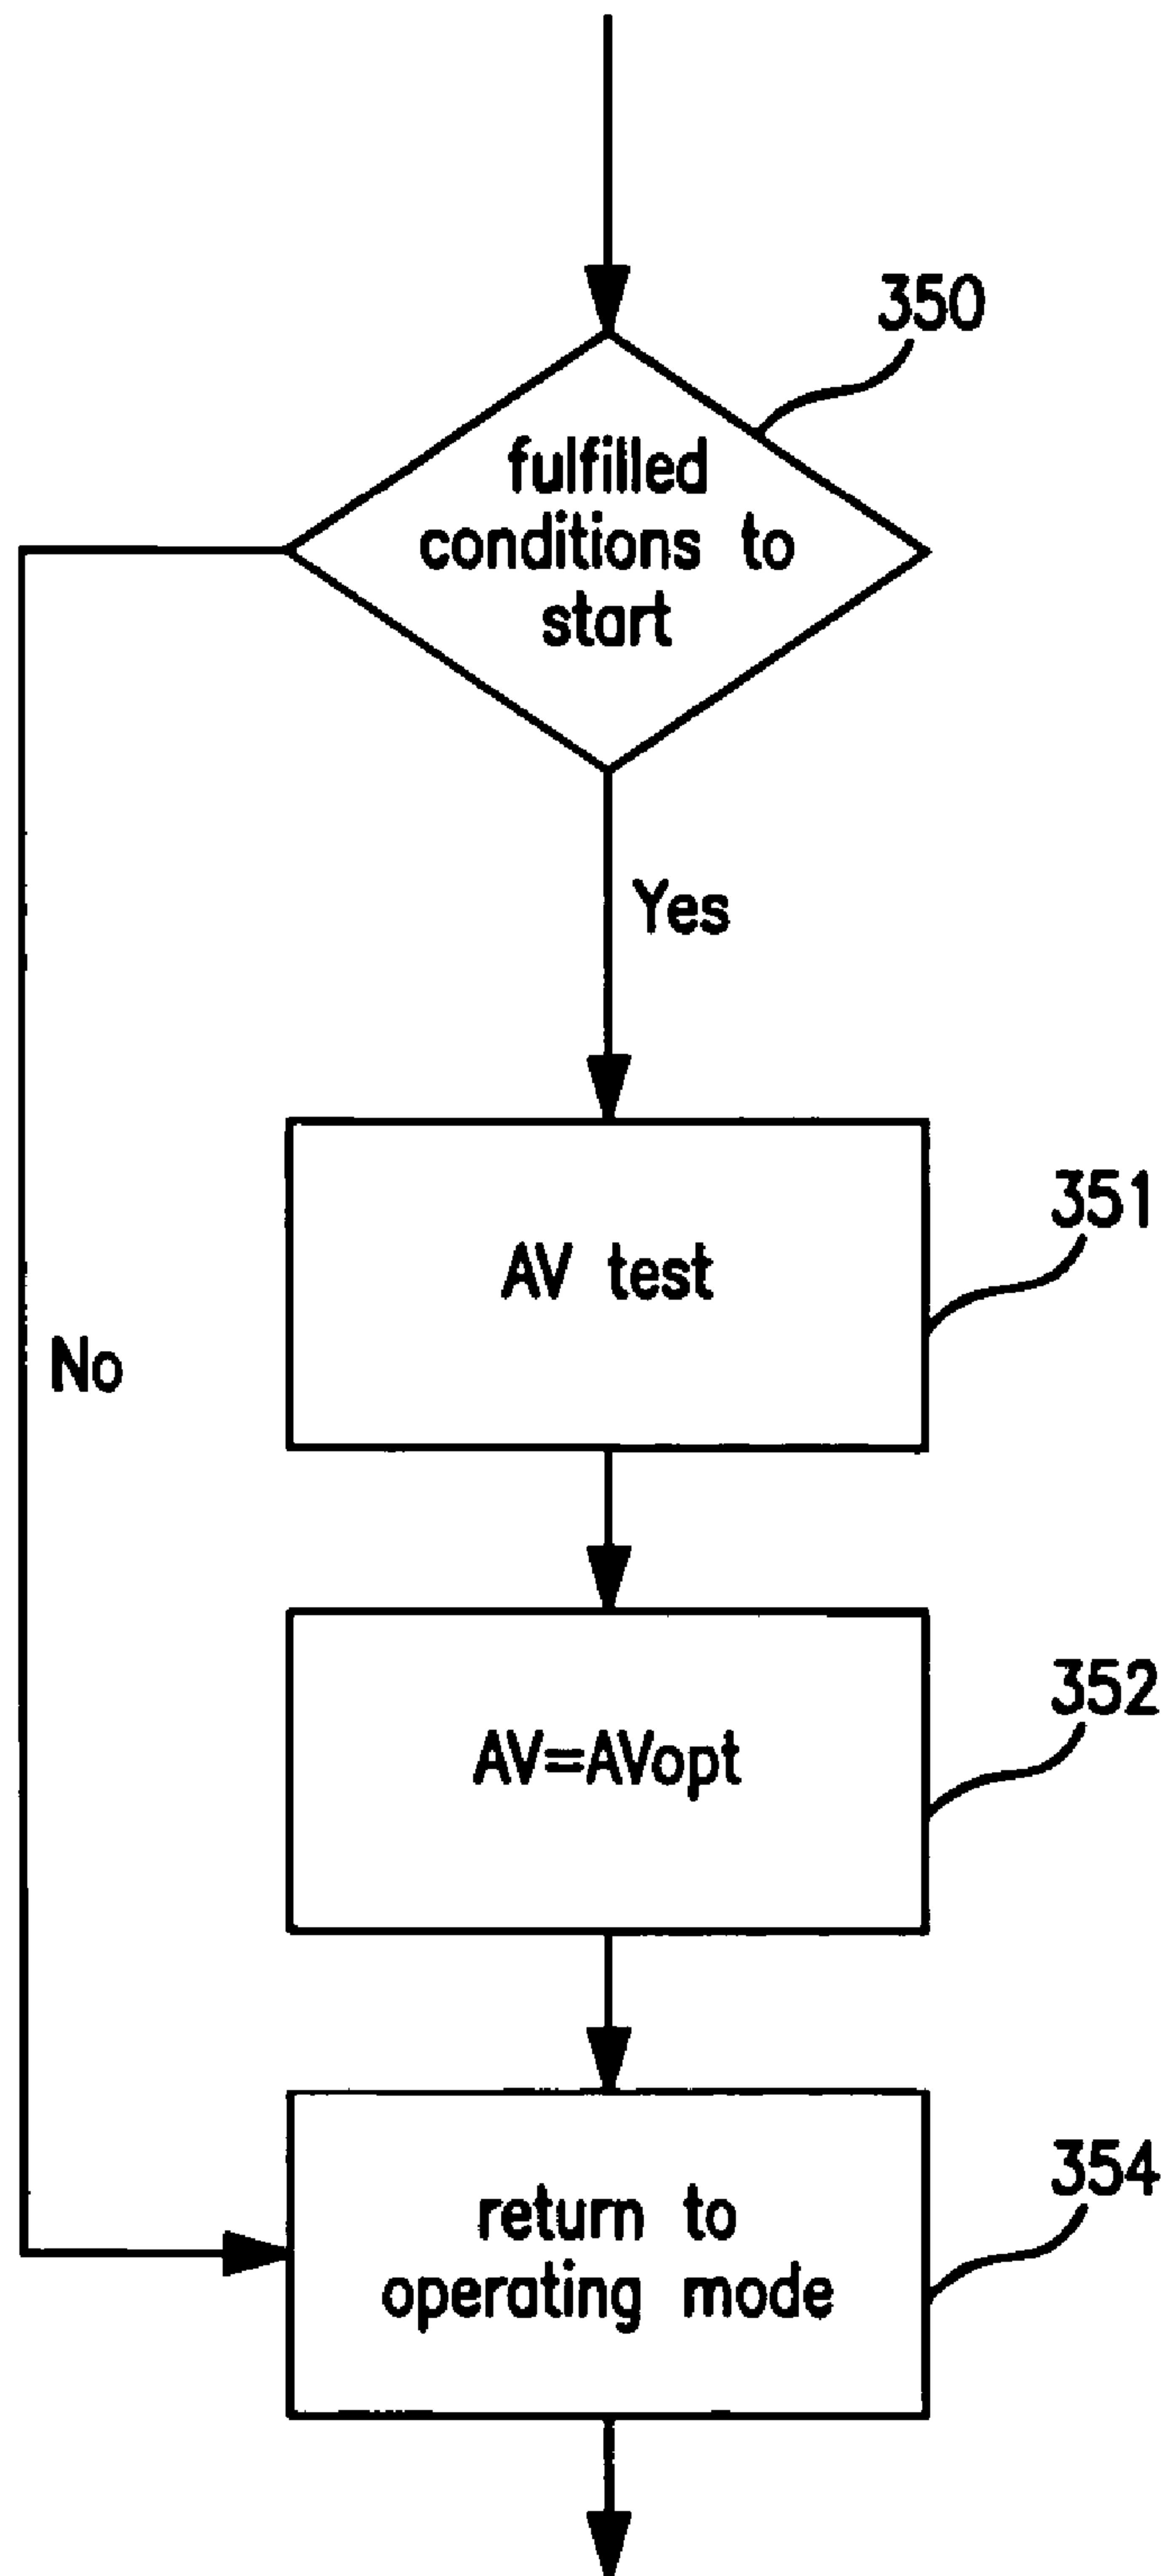 350
fulfilled
conditions to
start
Yes
351
AV test
No
352
AV=AVopt
354
return to
operating mode